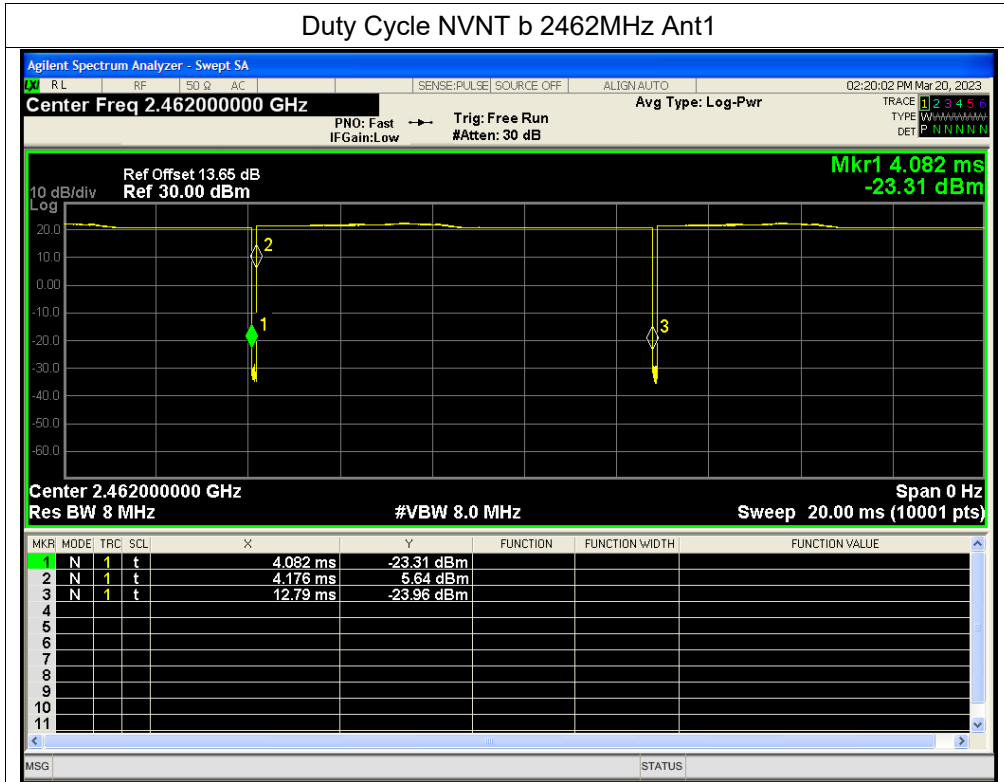 Duty Cycle NVNT b 2462MHz Ant1
Agilent Spectrum Analyzer - Swept SA
LXI RL RF 50 Ω AC SENSE:PULSE SOURCE OFF ALIGN AUTO 02:20:02 PM Mar 20, 2023
Center Freq 2.462000000 GHz Avg Type: Log-Pwr TRACE 1 2 3 4 5 6
PNO: Fast Trig: Free Run TYPE WWWWWW
IFGain:Low #Atten: 30 dB DET P N N N N N
Mkr1 4.082 ms
Ref Offset 13.65 dB
10 dB/div Ref 30.00 dBm -23.31 dBm
Log
20.0
2
10.0
0.00
-10.0
1
3
-20.0
-30.0
-40.0
-50.0
-60.0
Center 2.462000000 GHz Span 0 Hz
Res BW 8 MHz #VBW 8.0 MHz Sweep 20.00 ms (10001 pts)
MKR MODE TRC SCL X Y FUNCTION FUNCTION WIDTH FUNCTION VALUE
1 N 1 t 4.082 ms -23.31 dBm
2 N 1 t 4.176 ms 5.64 dBm
3 N 1 t 12.79 ms -23.96 dBm
4
5
6
7
8
9
10
11
MSG STATUS